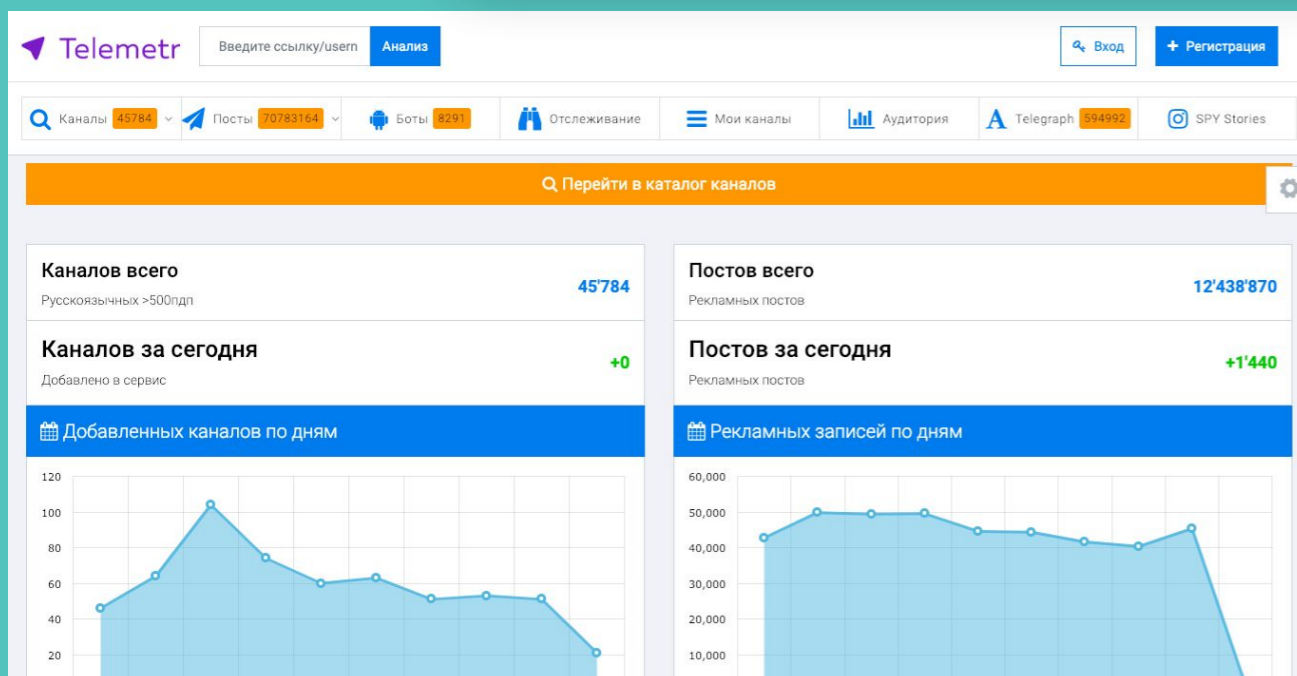 Telemetr
Введите ссылку/usern
Анализ
Вход
Регистрация
Каналы 45784
Посты 70783164
Боты 8291
Отслеживание
Мои каналы
Аудитория
Telegraph 594992
SPY Stories
Перейти в каталог каналов
Каналов всего
Русскоязычных >500пдп
45'784
Каналов за сегодня
Добавлено в сервис
+0
Добавленных каналов по дням
120
100
80
60
40
20
Постов всего
Рекламных постов
12'438'870
Постов за сегодня
Рекламных постов
+1'440
Рекламных записей по дням
60,000
50,000
40,000
30,000
20,000
10,000